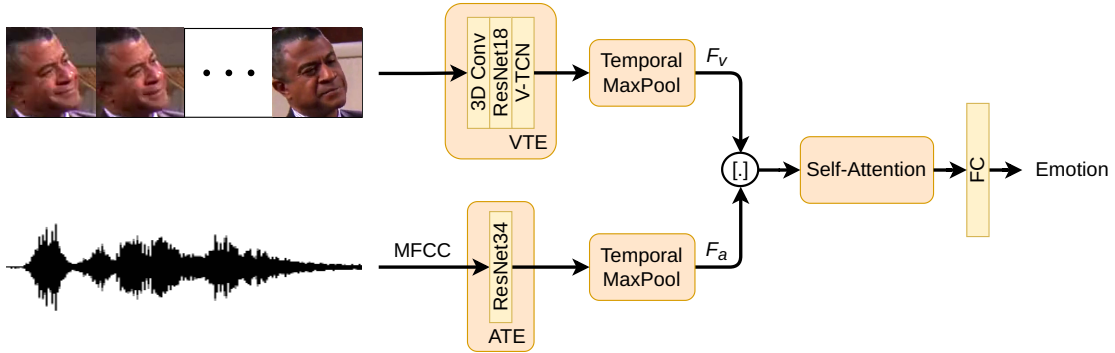 3D Conv
ResNet18
V-TCN
VTE
Temporal
MaxPool
Fv
[.]
Self-Attention
FC
Emotion
MFCC
ResNet34
ATE
Temporal
MaxPool
Fa